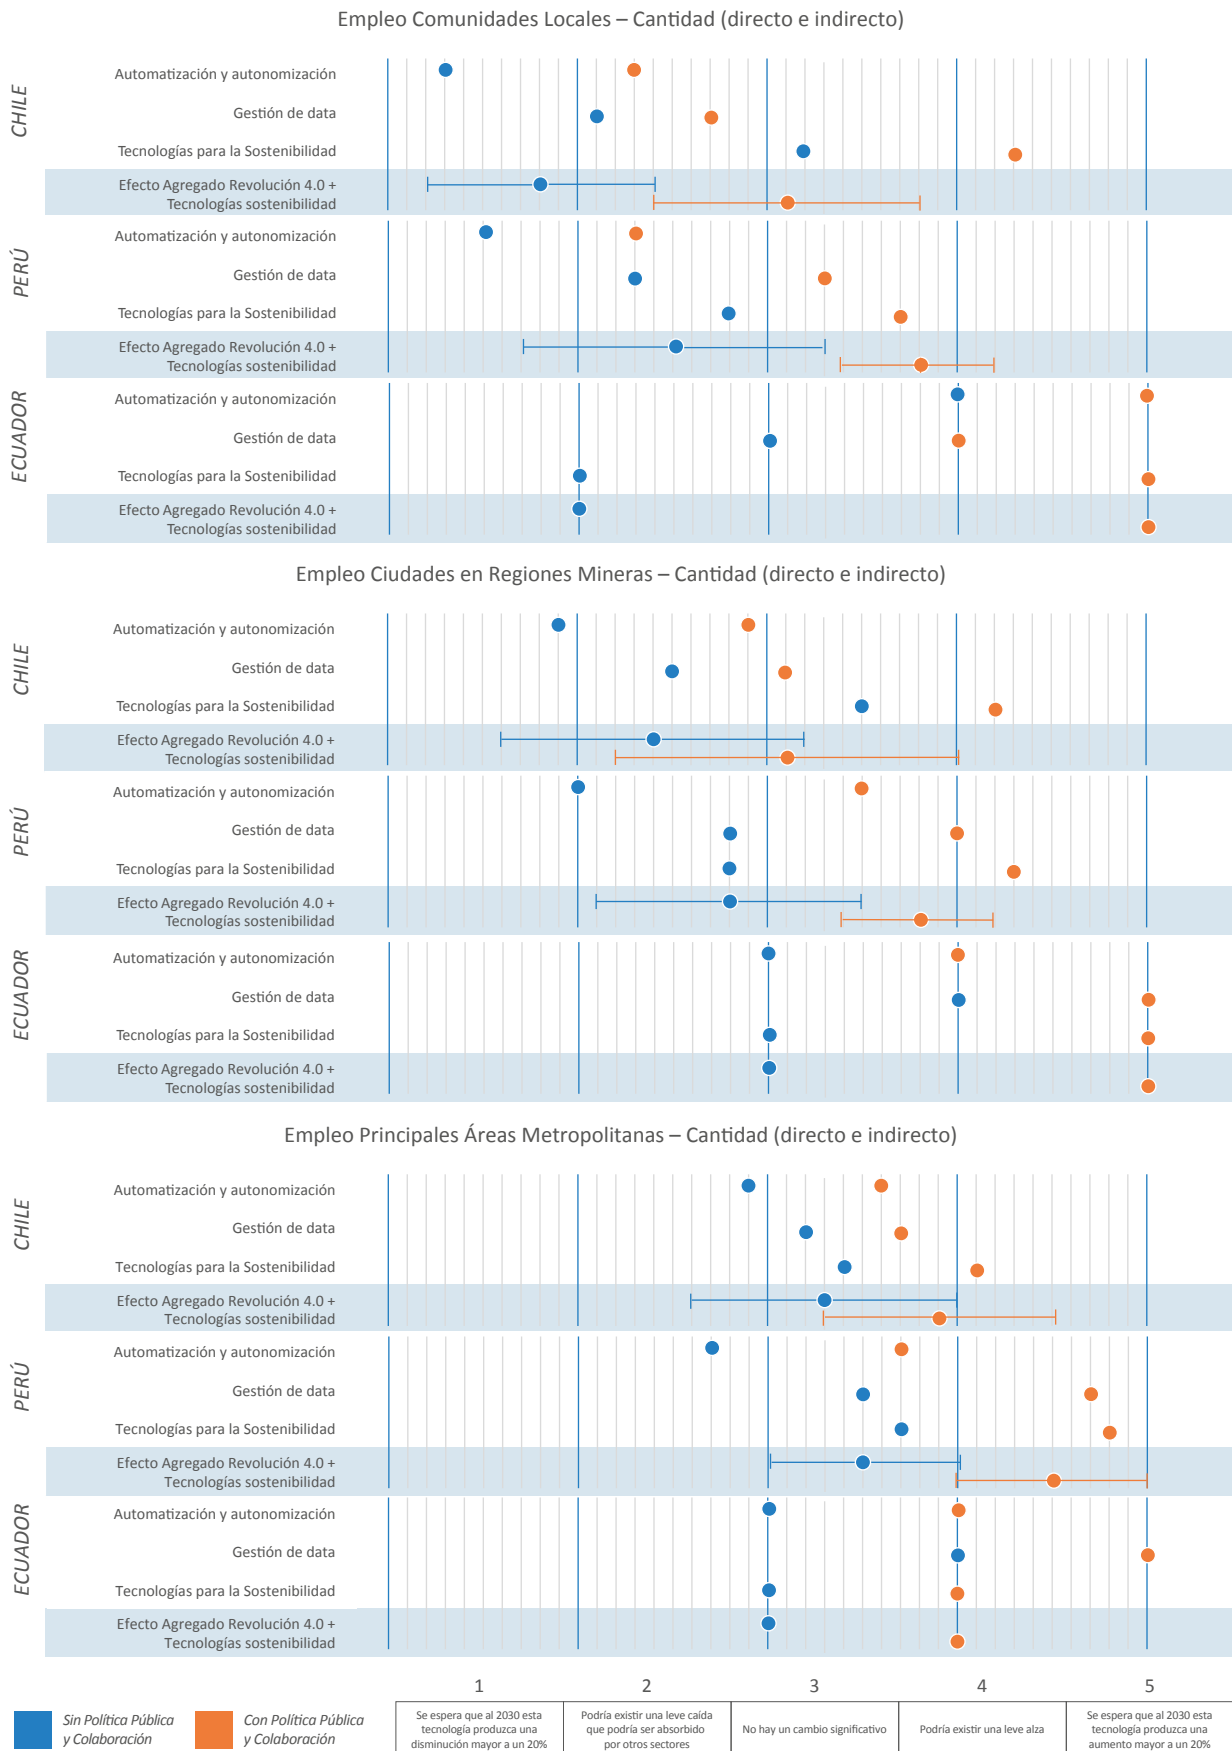 Empleo Comunidades Locales – Cantidad (directo e indirecto)
CHILE
Automatización y autonomización
Gestión de data
Tecnologías para la Sostenibilidad
Efecto Agregado Revolución 4.0 +
Tecnologías sostenibilidad
PERÚ
Automatización y autonomización
Gestión de data
Tecnologías para la Sostenibilidad
Efecto Agregado Revolución 4.0 +
Tecnologías sostenibilidad
ECUADOR
Automatización y autonomización
Gestión de data
Tecnologías para la Sostenibilidad
Efecto Agregado Revolución 4.0 +
Tecnologías sostenibilidad
Empleo Ciudades en Regiones Mineras – Cantidad (directo e indirecto)
CHILE
Automatización y autonomización
Gestión de data
Tecnologías para la Sostenibilidad
Efecto Agregado Revolución 4.0 +
Tecnologías sostenibilidad
PERÚ
Automatización y autonomización
Gestión de data
Tecnologías para la Sostenibilidad
Efecto Agregado Revolución 4.0 +
Tecnologías sostenibilidad
ECUADOR
Automatización y autonomización
Gestión de data
Tecnologías para la Sostenibilidad
Efecto Agregado Revolución 4.0 +
Tecnologías sostenibilidad
Empleo Principales Áreas Metropolitanas – Cantidad (directo e indirecto)
CHILE
Automatización y autonomización
Gestión de data
Tecnologías para la Sostenibilidad
Efecto Agregado Revolución 4.0 +
Tecnologías sostenibilidad
PERÚ
Automatización y autonomización
Gestión de data
Tecnologías para la Sostenibilidad
Efecto Agregado Revolución 4.0 +
Tecnologías sostenibilidad
ECUADOR
Automatización y autonomización
Gestión de data
Tecnologías para la Sostenibilidad
Efecto Agregado Revolución 4.0 +
Tecnologías sostenibilidad
Sin Política Pública
y Colaboración
Con Política Pública
y Colaboración
1
Se espera que al 2030 esta
tecnología produzca una
disminución mayor a un 20%
2
Podría existir una leve caída
que podría ser absorbido
por otros sectores
3
No hay un cambio significativo
4
Podría existir una leve alza
5
Se espera que al 2030 esta
tecnología produzca una
aumento mayor a un 20%